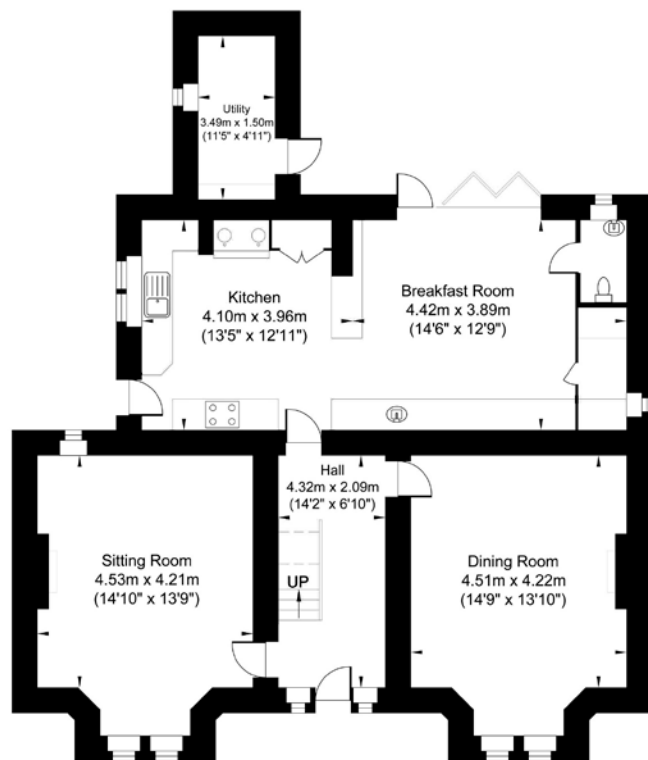 Utility
3.49m x 1.50m
(11'5" x 4'11")
Kitchen
4.10m x 3.96m
(13'5" x 12'11")
Breakfast Room
4.42m x 3.89m
(14'6" x 12'9")
Hall
4.32m x 2.09m
(14'2" x 6'10")
Sitting Room
4.53m x 4.21m
(14'10" x 13'9")
UP
Dining Room
4.51m x 4.22m
(14'9" x 13'10")